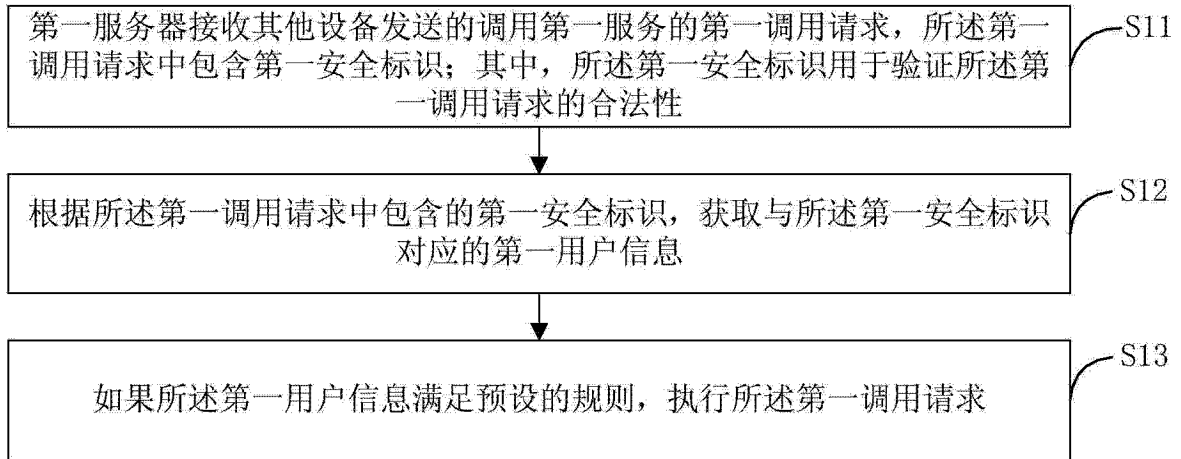 第一服务器接收其他设备发送的调用第一服务的第一调用请求，所述第一
调用请求中包含第一安全标识；其中，所述第一安全标识用于验证所述第
一调用请求的合法性
S11
根据所述第一调用请求中包含的第一安全标识，获取与所述第一安全标识
对应的第一用户信息
S12
如果所述第一用户信息满足预设的规则，执行所述第一调用请求
S13